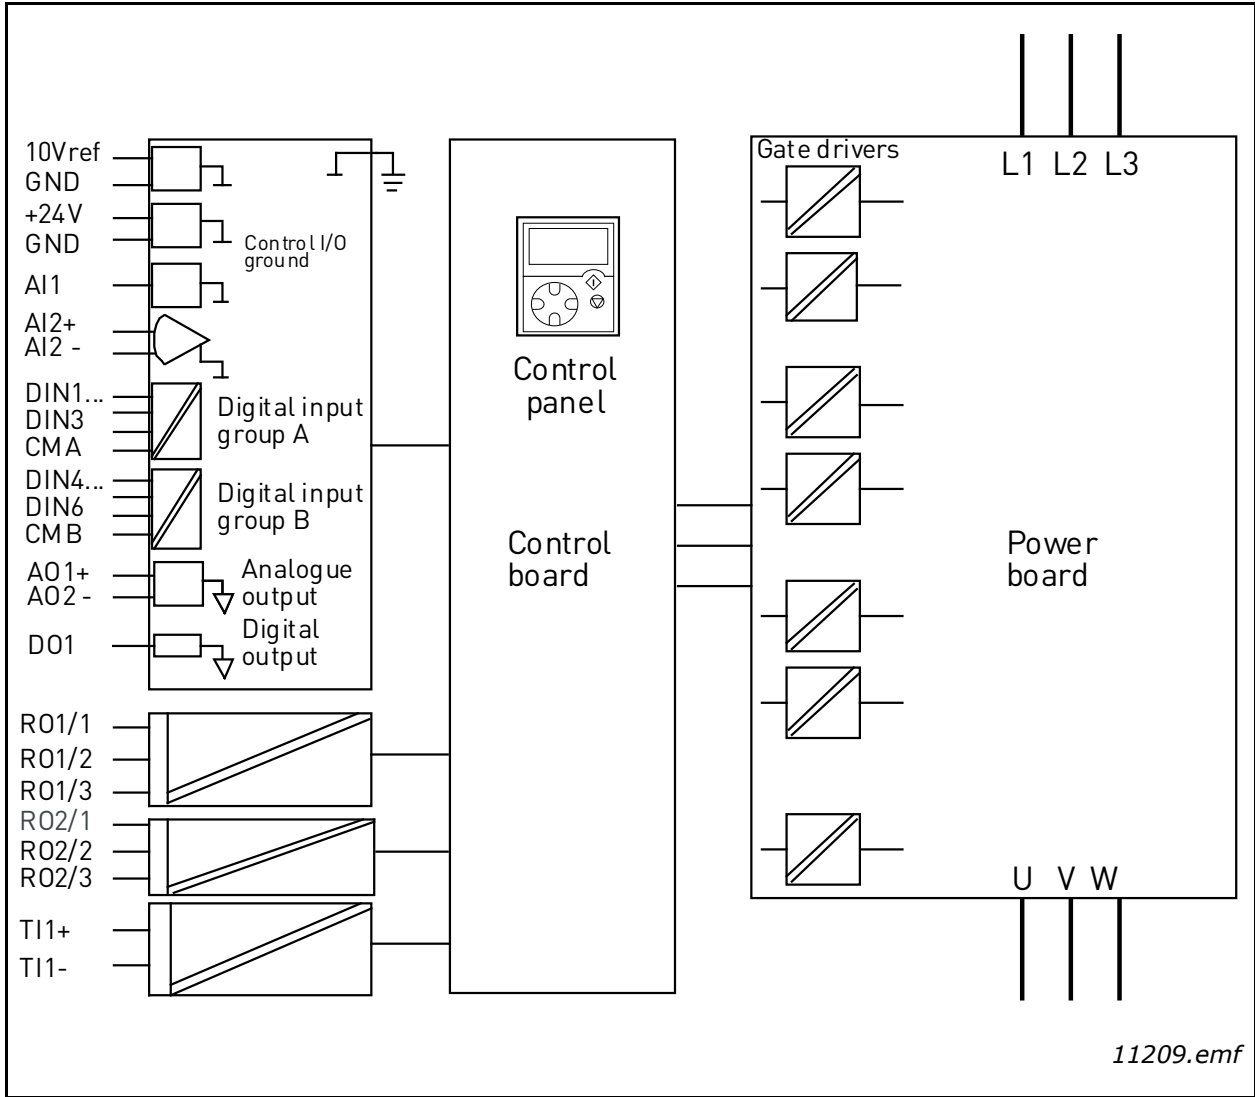 10Vref
GND
+24V
GND
Control I/O
ground
AI1
AI2+
AI2 -
DIN1...
DIN3
CMA
Digital input
group A
DIN4...
DIN6
CMB
Digital input
group B
AO1+
AO2 -
Analogue
output
DO1
Digital
output
RO1/1
RO1/2
RO1/3
RO2/1
RO2/2
RO2/3
TI1+
TI1-
Control
panel
Control
board
Gate drivers
L1 L2 L3
Power
board
U V W
11209.emf